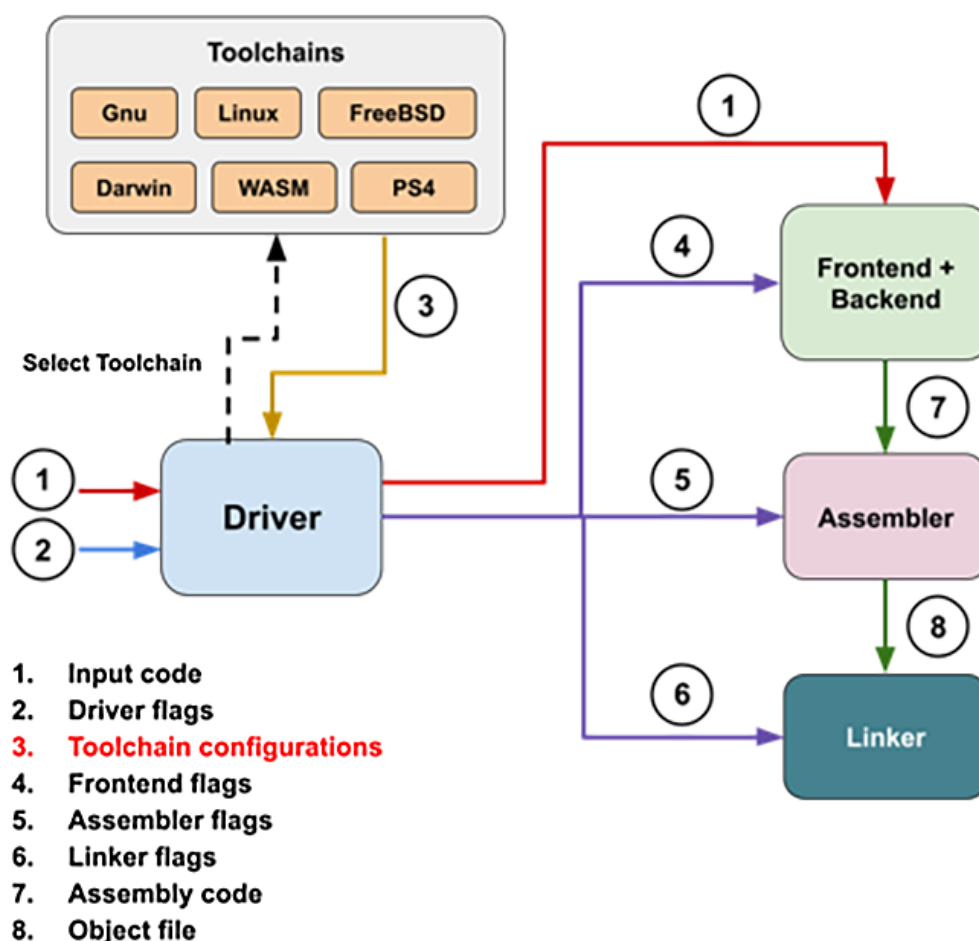 Toolchains
Gnu Linux FreeBSD
Darwin WASM PS4
1
4
Frontend +
Backend
3
Select Toolchain
7
1
Driver
5
Assembler
2
8
6
Linker
1. Input code
2. Driver flags
3. Toolchain configurations
4. Frontend flags
5. Assembler flags
6. Linker flags
7. Assembly code
8. Object file